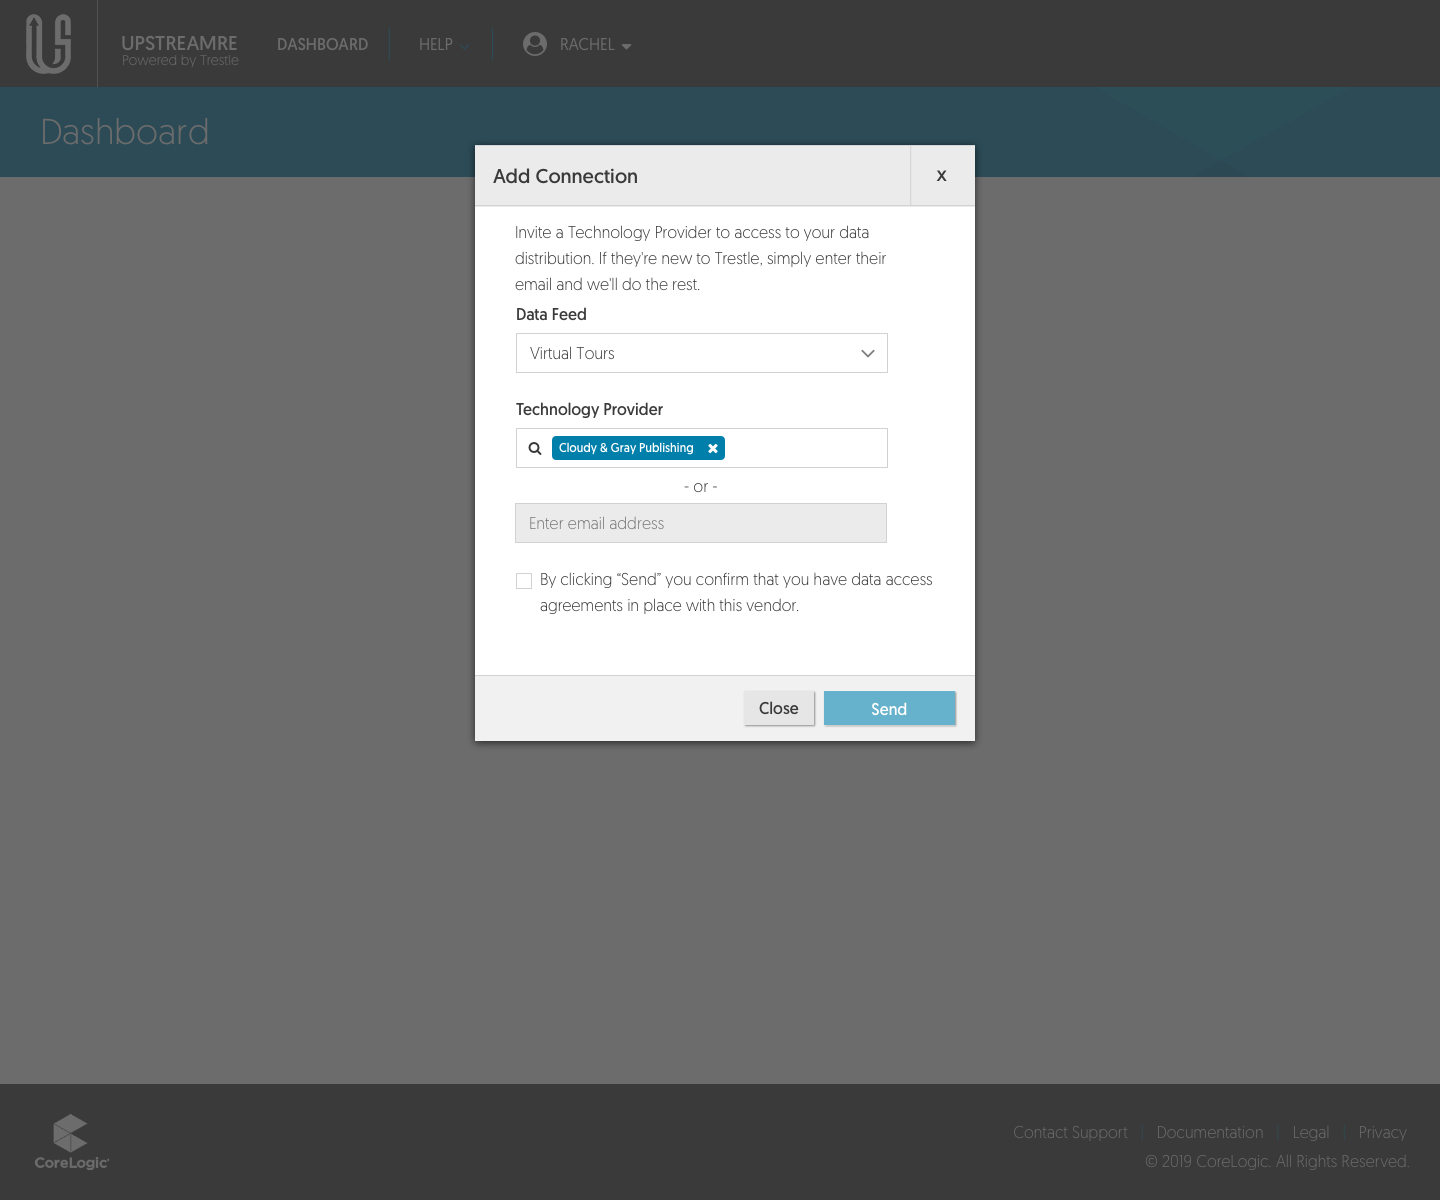 UPSTREAMRE
Powered by Trestle
DASHBOARD
HELP
RACHEL
Dashboard
Add Connection
X
Invite a Technology Provider to access to your data
distribution. If they're new to Trestle, simply enter their
email and we'll do the rest.
Data Feed
Virtual Tours
Technology Provider
Cloudy & Gray Publishing
- or -
Enter email address
By clicking “Send” you confirm that you have data access
agreements in place with this vendor.
Close
Send
CoreLogic
Contact Support
Documentation
Legal
Privacy
© 2019 CoreLogic. All Rights Reserved.